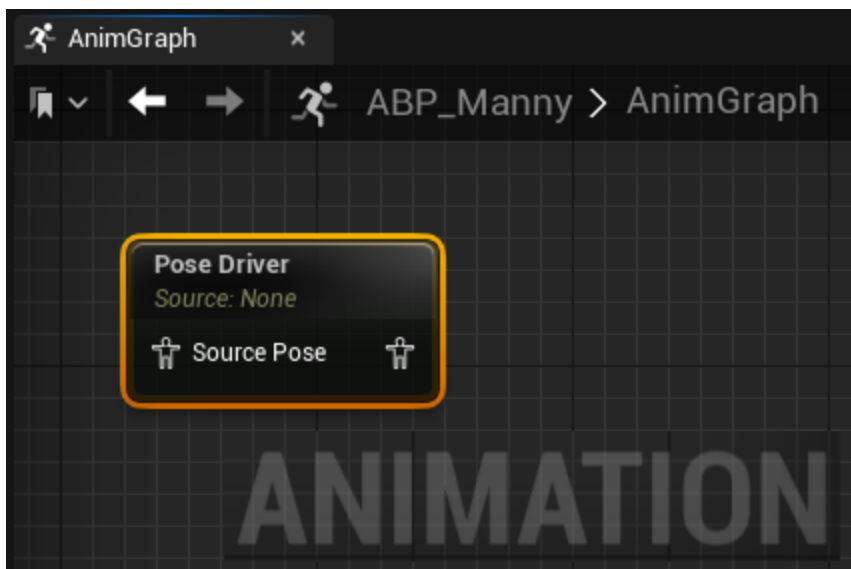 AnimGraph
ABP_Manny > AnimGraph
Pose Driver
Source: None
Source Pose
ANIMATION